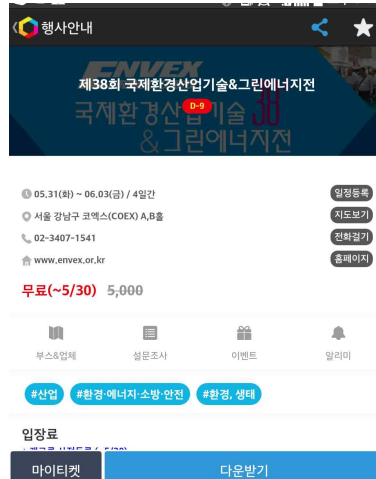 행사안내
ENVEX
제38회 국제환경산업기술&그린에너지전
D-9
국제환경산업기술 38
&그린에너지전
05.31(화) ~ 06.03(금) / 4일간 일정등록
서울 강남구 코엑스(COEX) A,B홀 지도보기
02-3407-1541 전화걸기
www.envex.or.kr 홈페이지
무료(~5/30) 5,000
부스&업체 설문조사 이벤트 알리미
#산업 #환경·에너지·소방·안전 #환경, 생태
입장료
마이티켓 다운받기